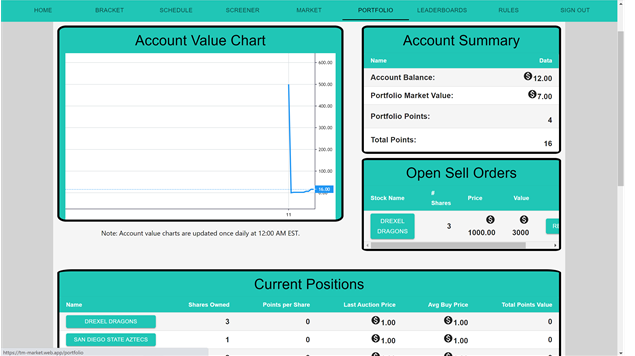 HOME BRACKET SCHEDULE SCREENER MARKET PORTFOLIO LEADERBOARDS RULES SIGN OUT
Account Value Chart
600.00
500.00
400.00
300.00
200.00
100.00
16.00
11
Note: Account value charts are updated once daily at 12:00 AM EST.
Account Summary
Name Data
Account Balance: $12.00
Portfolio Market Value: $7.00
Portfolio Points: 4
Total Points: 16
Open Sell Orders
Stock Name # Shares Price Value
DREXEL DRAGONS 3 $1000.00 $3000 RE
Current Positions
Name Shares Owned Points per Share Last Auction Price Avg Buy Price Total Points Value
DREXEL DRAGONS 3 0 $1.00 $1.00 0
SAN DIEGO STATE AZTECS 1 0 $1.00 $1.00 0
https://tm-market.web.app/portfolio